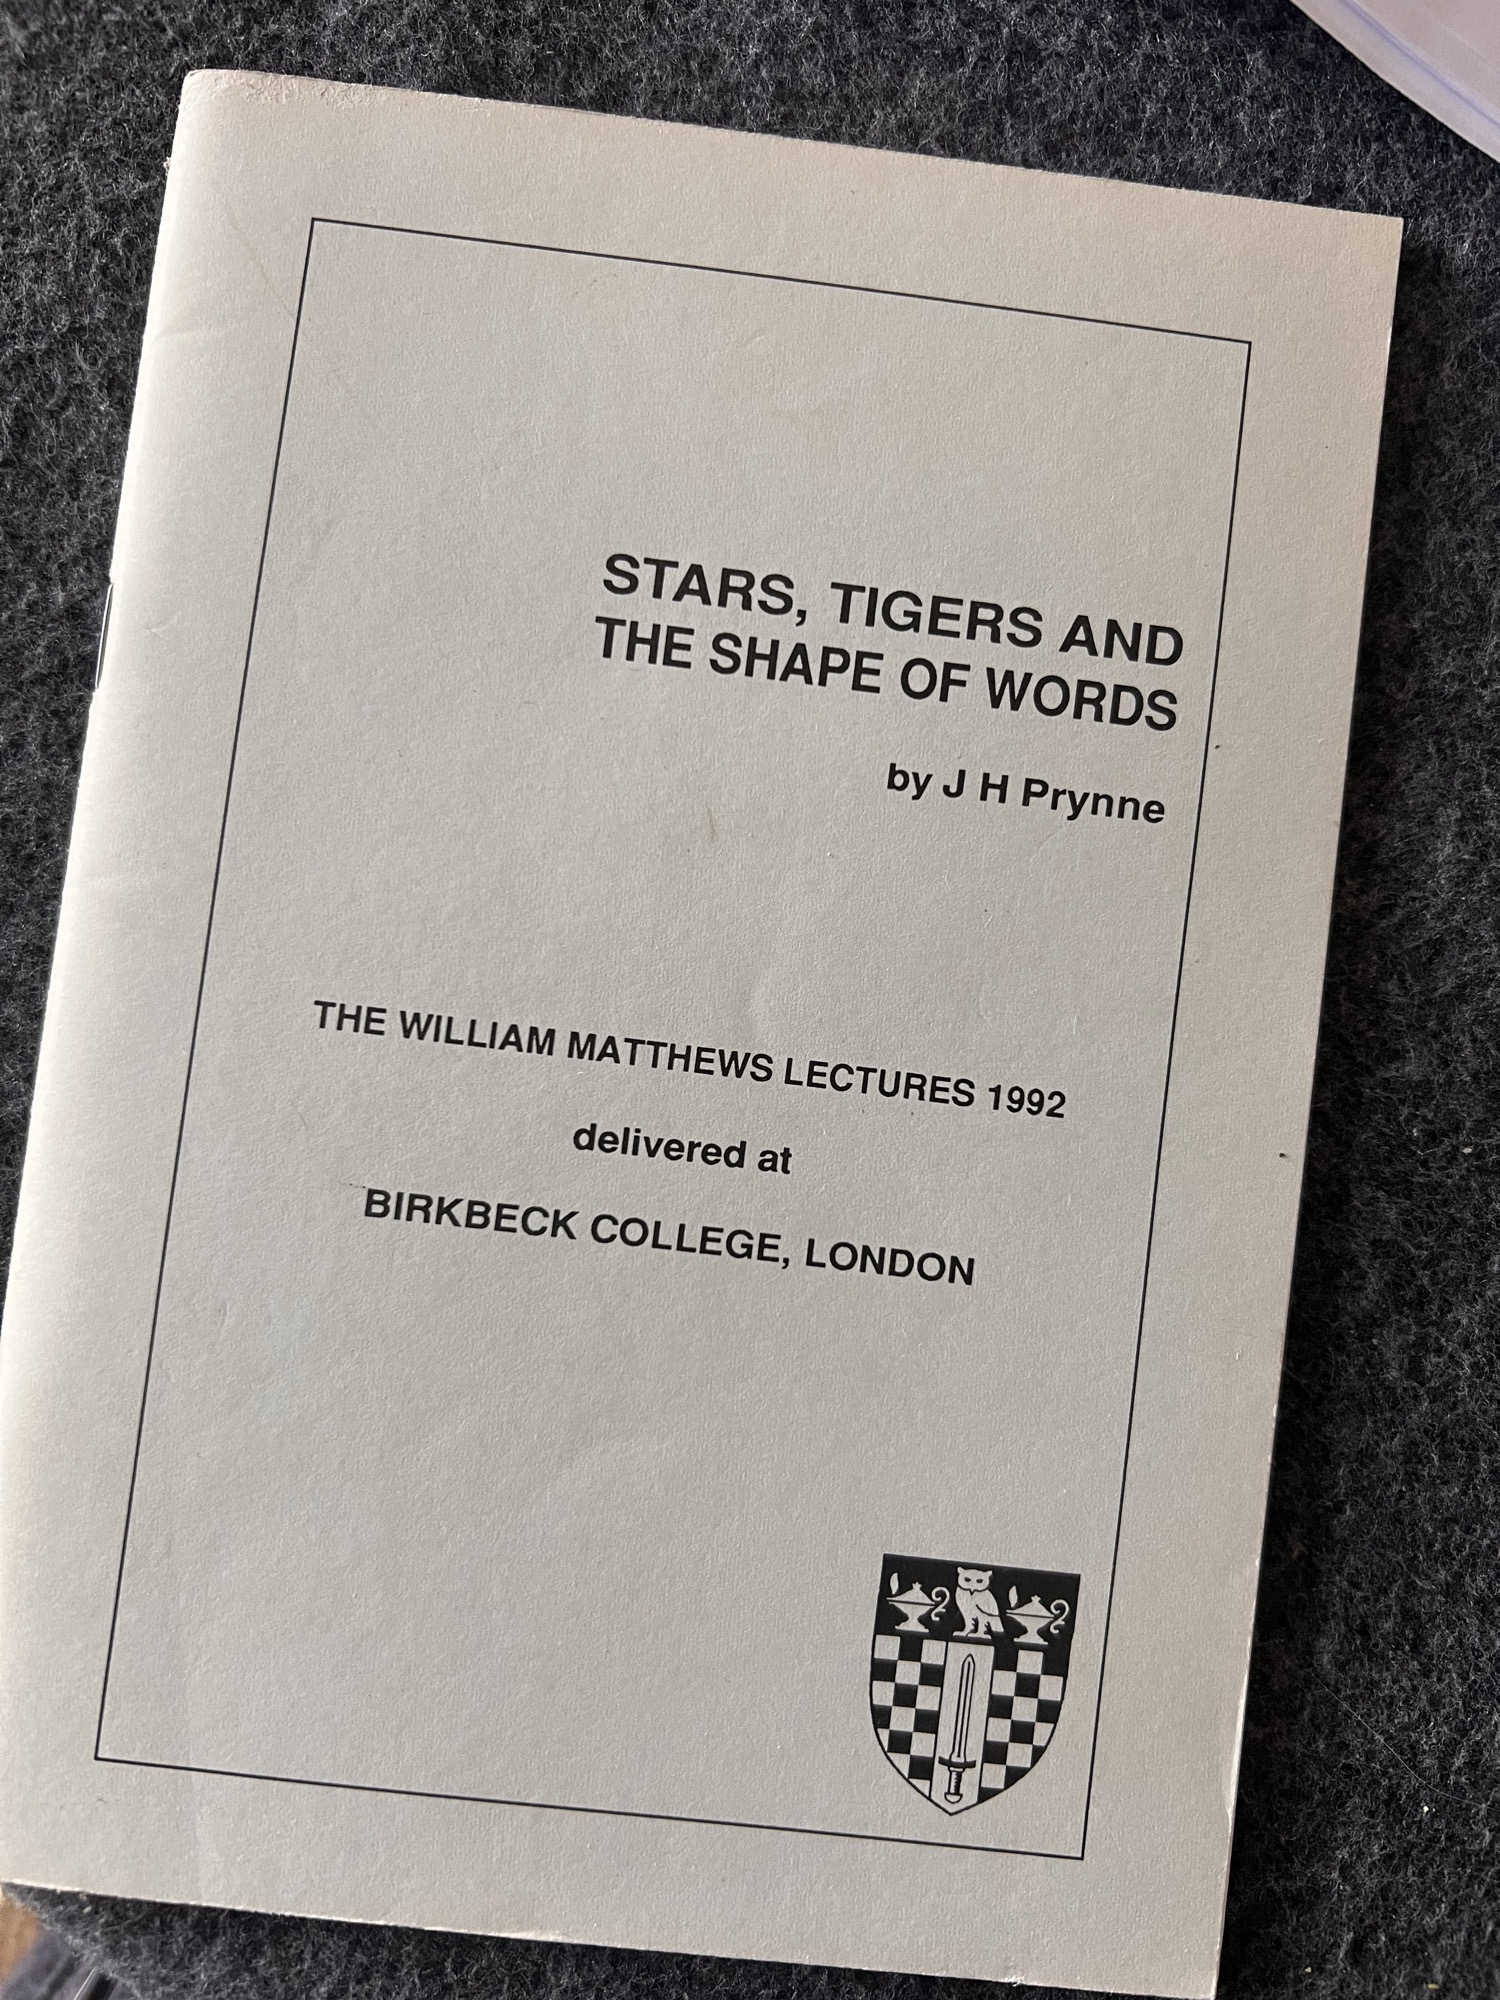 STARS, TIGERS AND
THE SHAPE OF WORDS
by J H Prynne
THE WILLIAM MATTHEWS LECTURES 1992
delivered at
BIRKBECK COLLEGE, LONDON